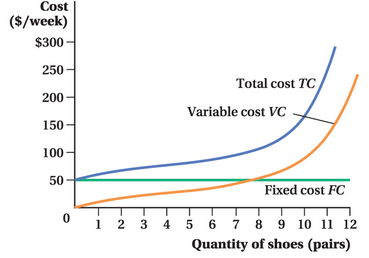 Cost
($/week)
$300
250
200
150
100
50
0
Total cost TC
Variable cost VC
Fixed cost FC
1 2 3 4 5 6 7 8 9 10 11 12
Quantity of shoes (pairs)